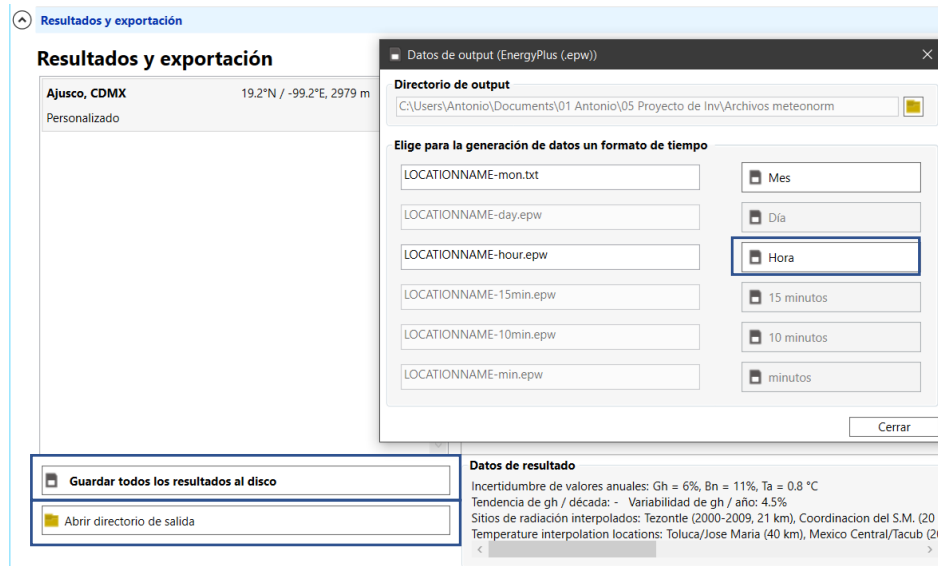 Resultados y exportación
Resultados y exportación
Ajusco, CDMX 19.2°N / -99.2°E, 2979 m
Personalizado
Datos de output (EnergyPlus (.epw))
Directorio de output
C:\Users\Antonio\Documents\01 Antonio\05 Proyecto de Inv\Archivos meteonorm
Elige para la generación de datos un formato de tiempo
LOCATIONNAME-mon.txt Mes
LOCATIONNAME-day.epw Día
LOCATIONNAME-hour.epw Hora
LOCATIONNAME-15min.epw 15 minutos
LOCATIONNAME-10min.epw 10 minutos
LOCATIONNAME-min.epw minutos
Cerrar
Guardar todos los resultados al disco
Abrir directorio de salida
Datos de resultado
Incertidumbre de valores anuales: Gh = 6%, Bn = 11%, Ta = 0.8 °C
Tendencia de gh / década: - Variabilidad de gh / año: 4.5%
Sitios de radiación interpolados: Tezontle (2000-2009, 21 km), Coordinacion del S.M. (20
Temperature interpolation locations: Toluca/Jose Maria (40 km), Mexico Central/Tacub (2